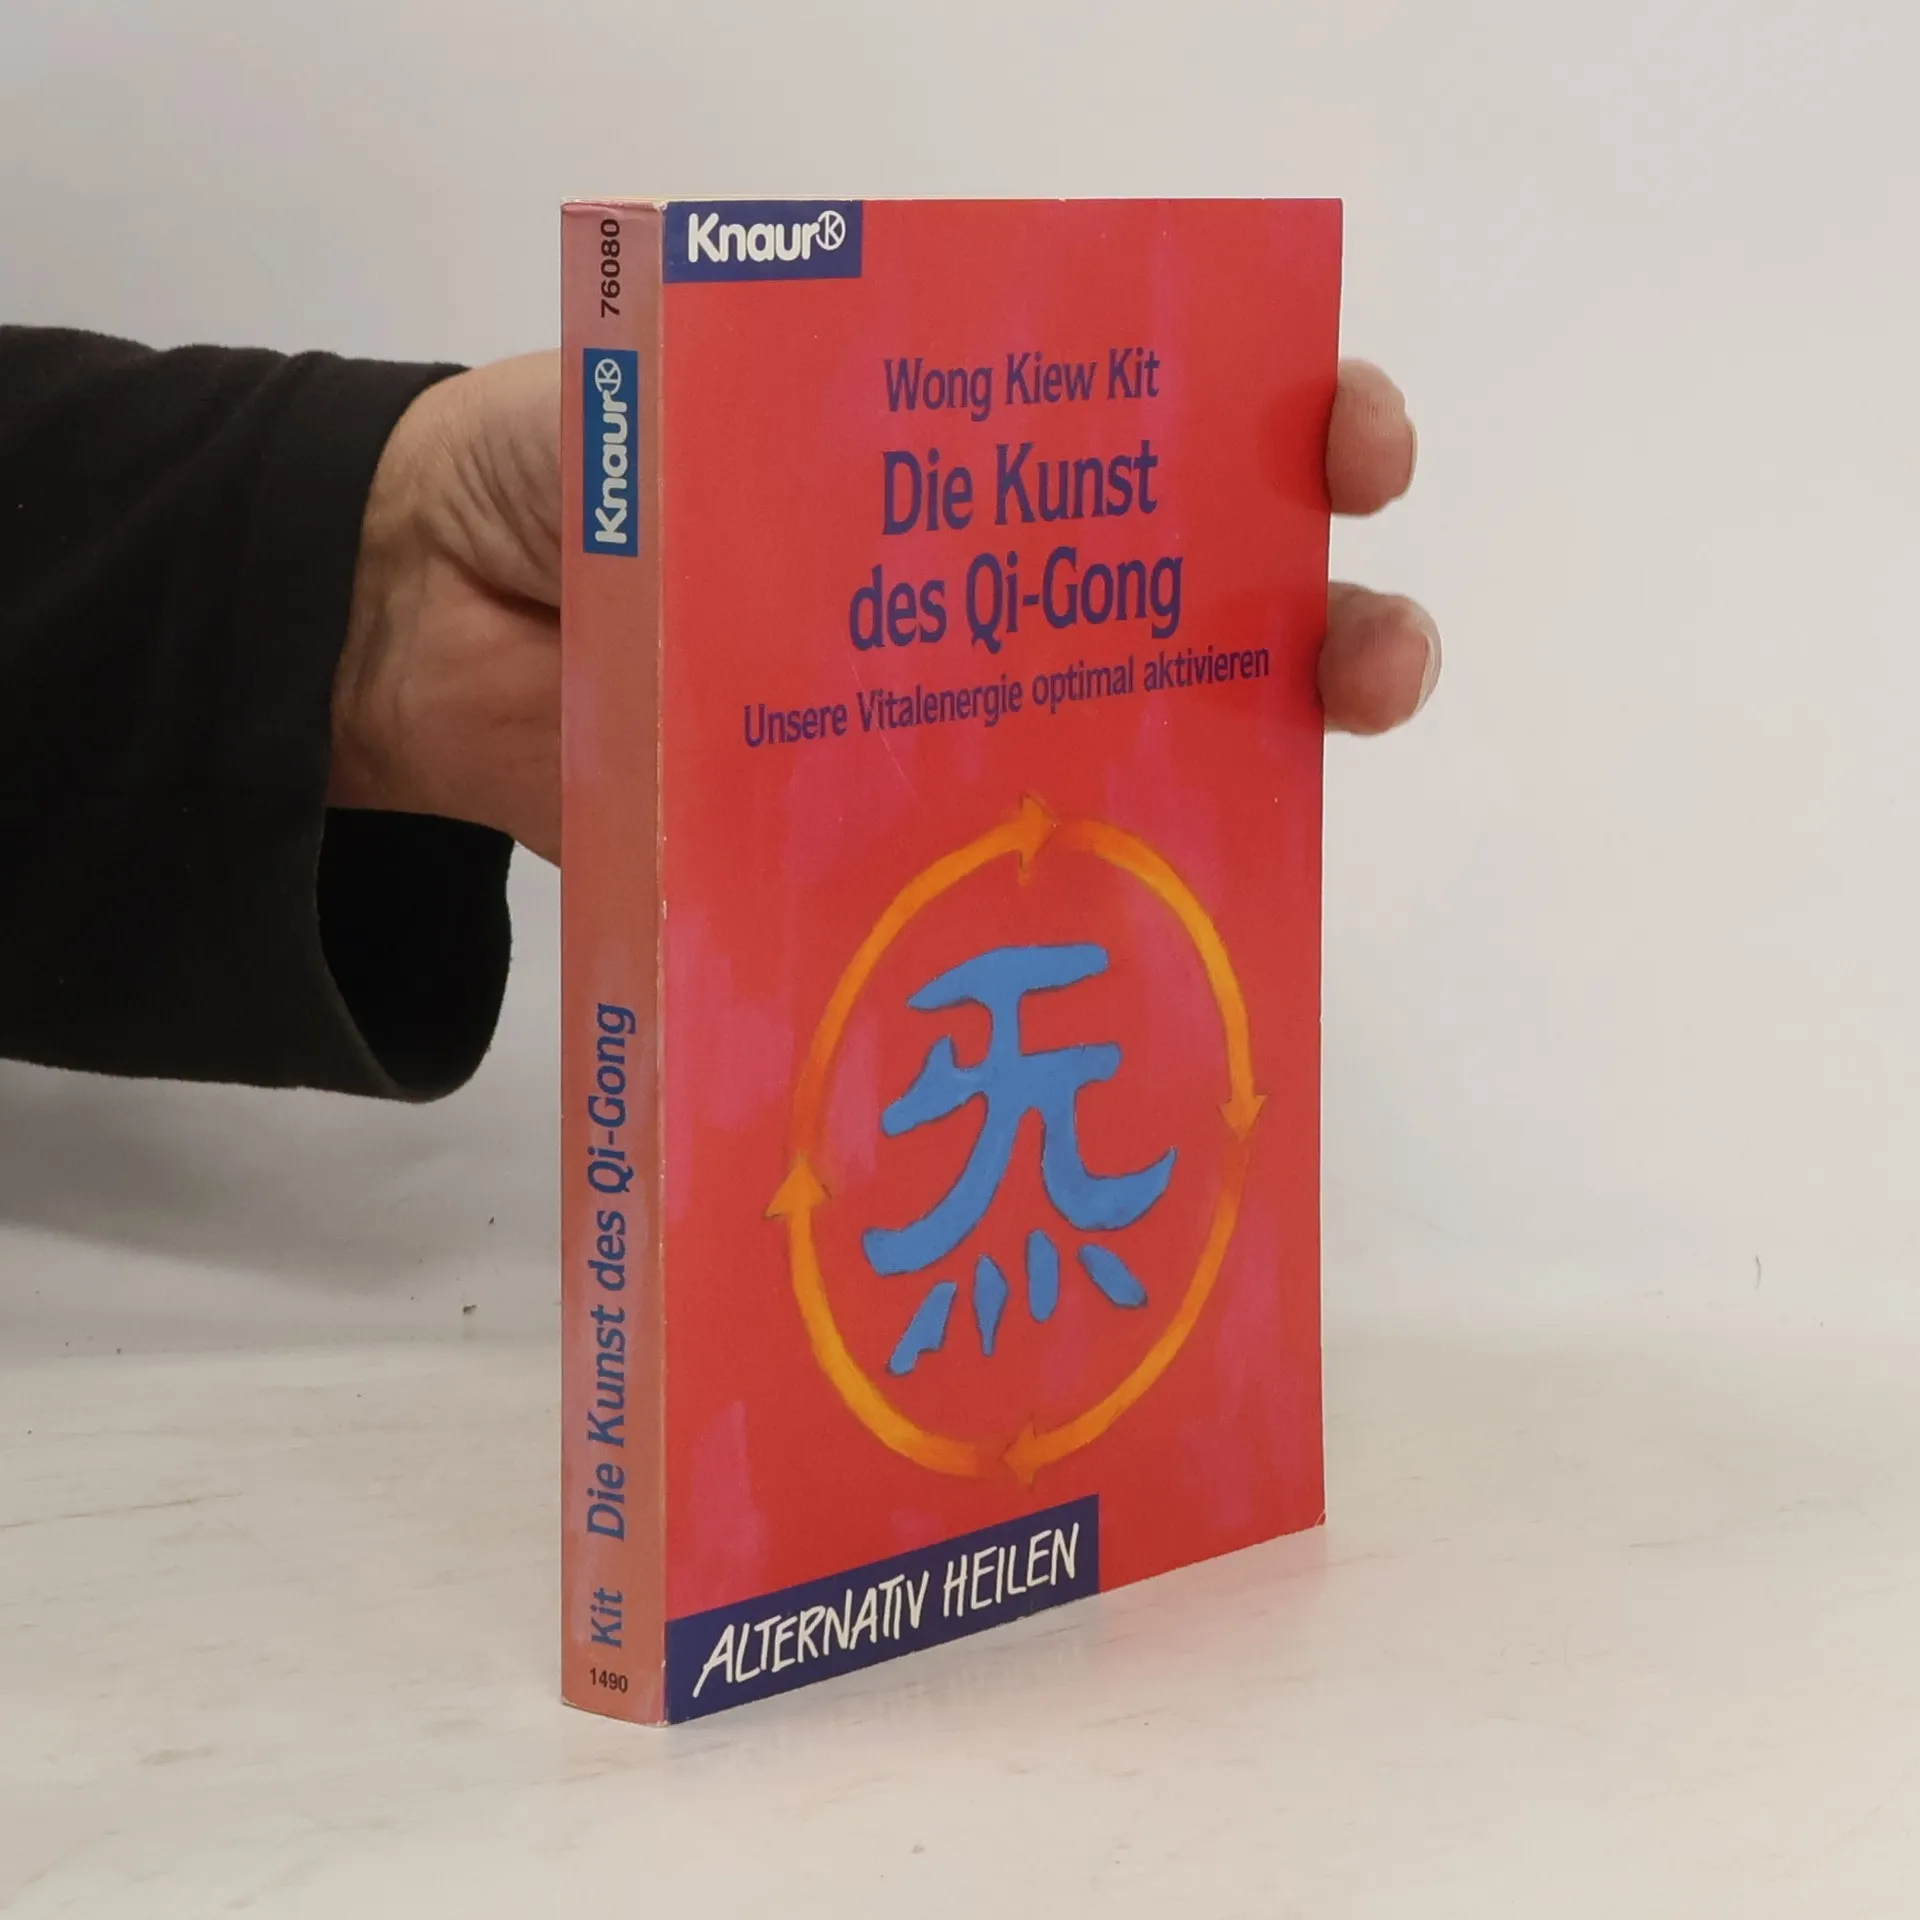 76080
Knaur
Kit Die Kunst des Qi-Gong
1490
Knaur
Wong Kiew Kit
Die Kunst
des Qi-Gong
Unsere Vitalenergie optimal aktivieren
炁
ALTERNATIV HEILEN